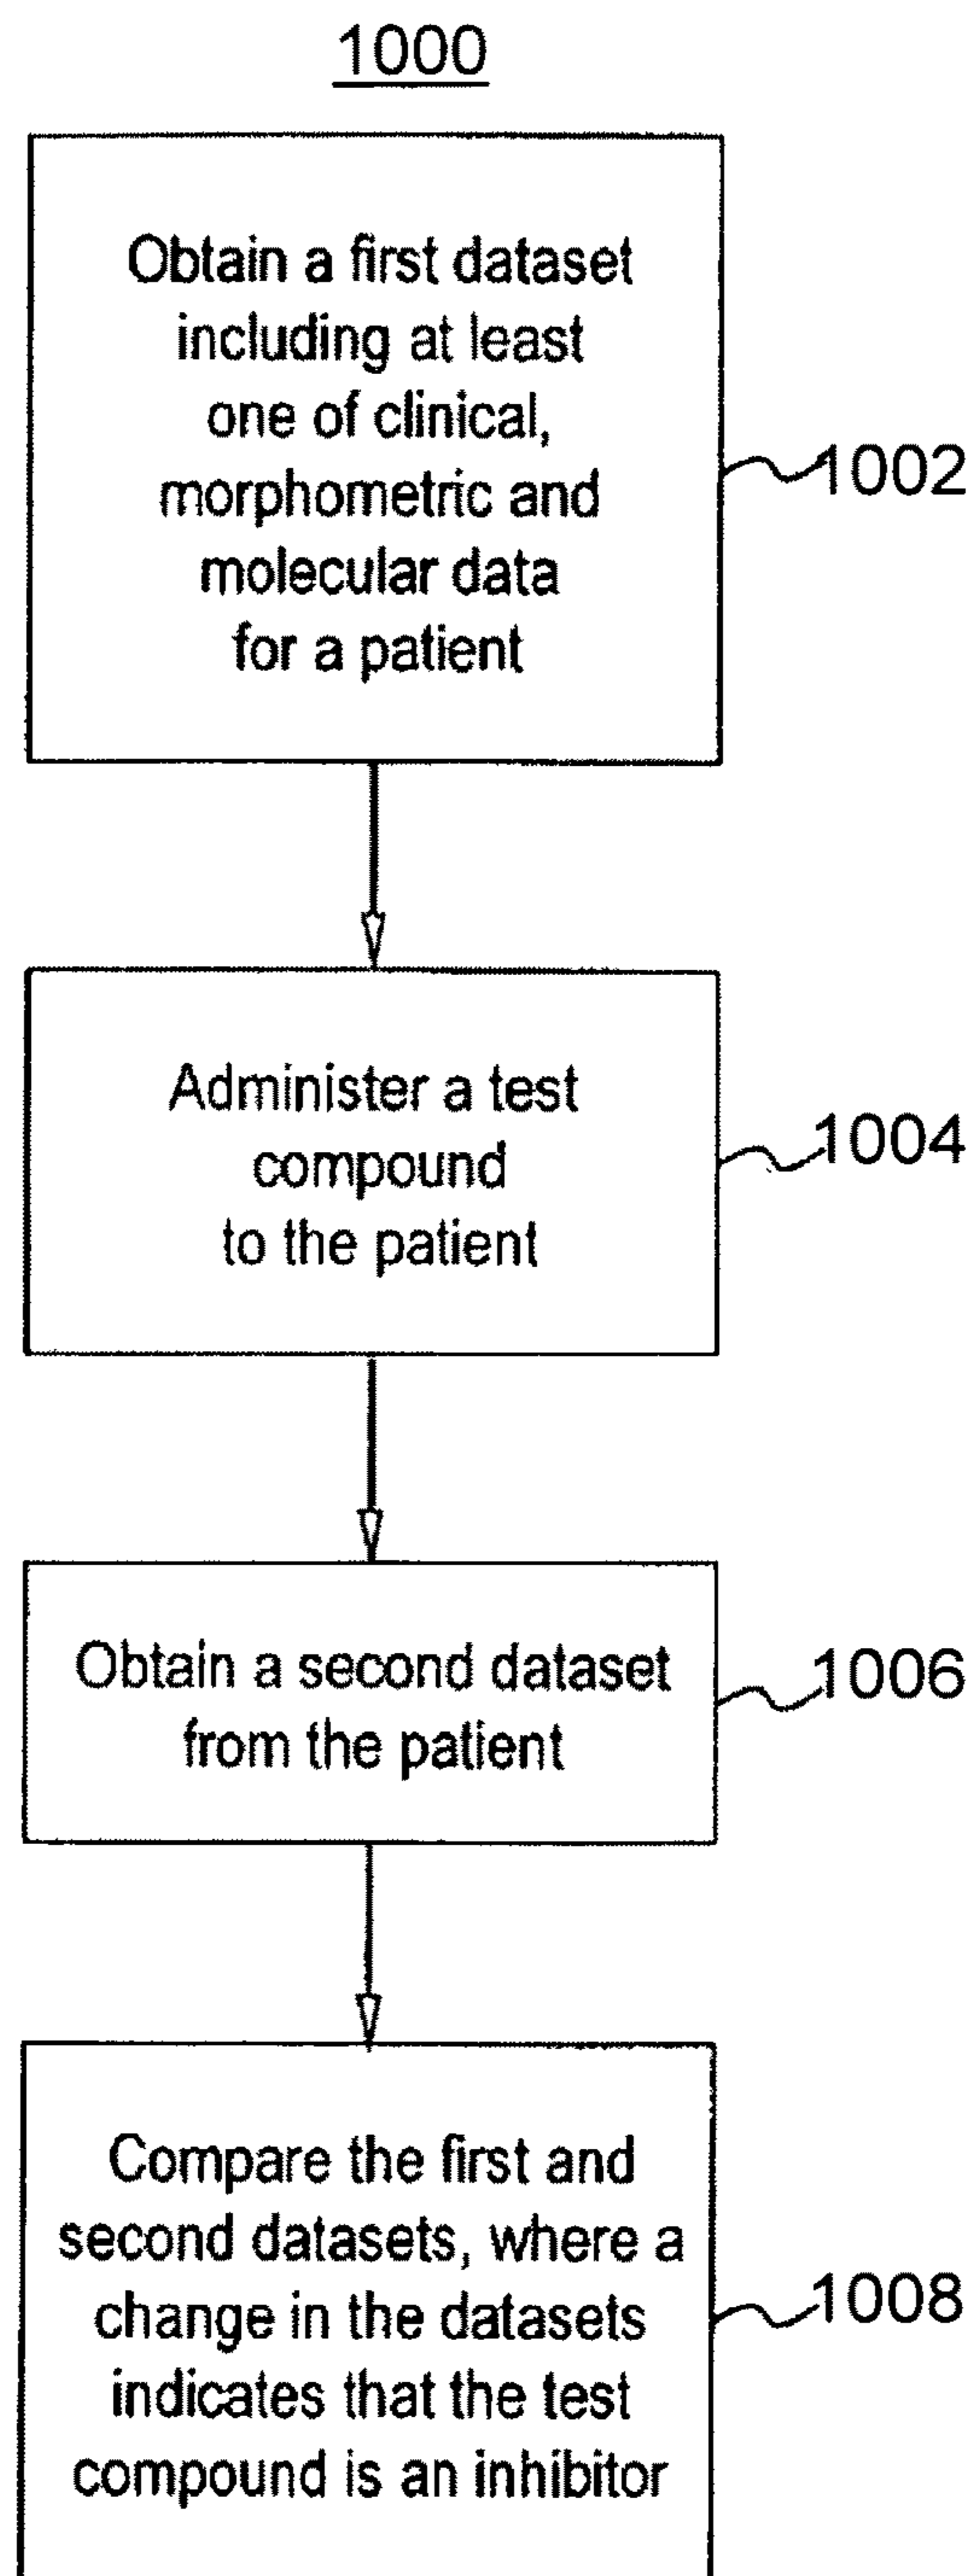 1000
Obtain a first dataset
including at least
one of clinical,
morphometric and
molecular data
for a patient
1002
Administer a test
compound
to the patient
1004
Obtain a second dataset
from the patient
1006
Compare the first and
second datasets, where a
change in the datasets
indicates that the test
compound is an inhibitor
1008